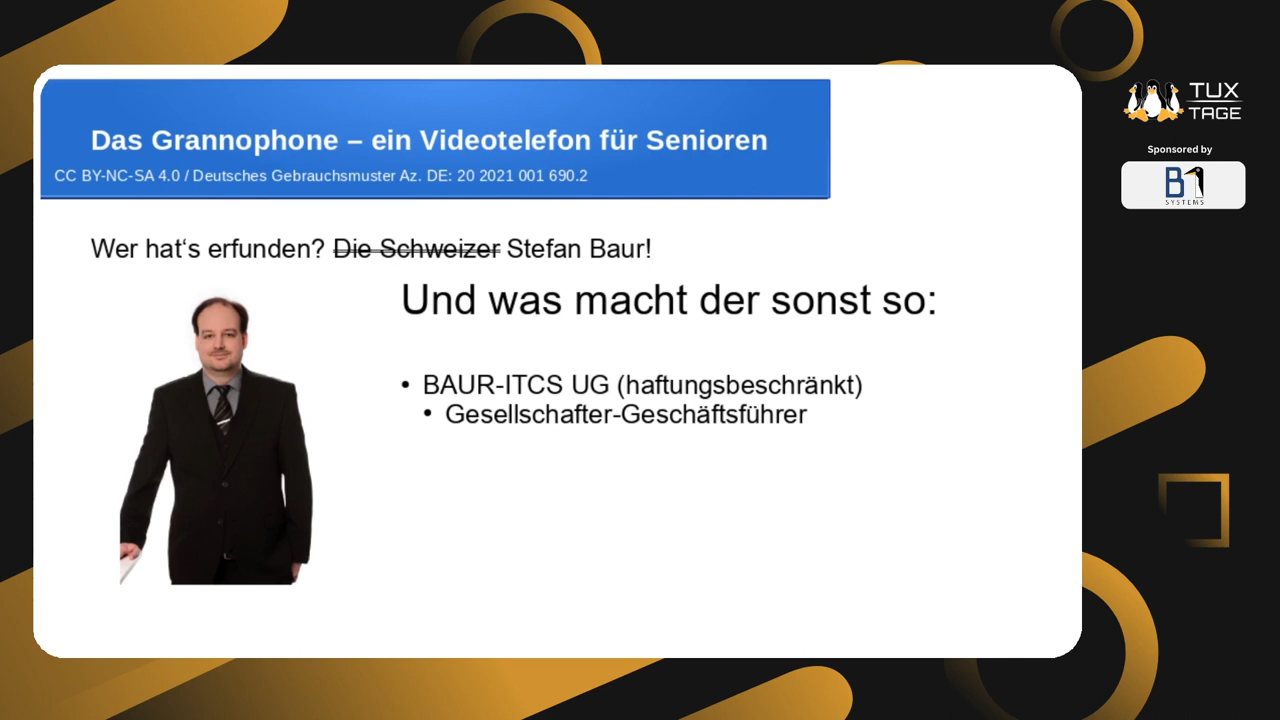 Das Grannophone – ein Videotelefon für Senioren
CC BY-NC-SA 4.0 / Deutsches Gebrauchsmuster Az. DE: 20 2021 001 690.2
Wer hat‘s erfunden? Die Schweizer Stefan Baur!
Und was macht der sonst so:
• BAUR-ITCS UG (haftungsbeschränkt)
• Gesellschafter-Geschäftsführer
TUX
TAGE
Sponsored by
B1
SYSTEMS